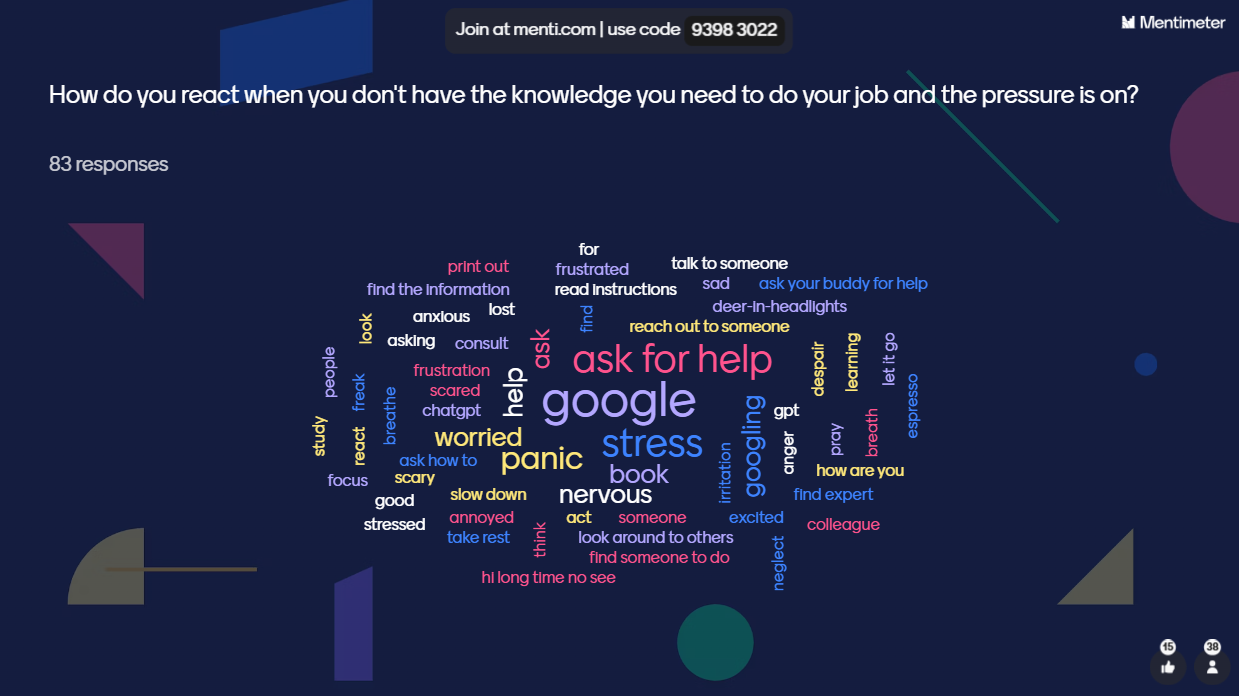 Join at menti.com | use code 9398 3022
Mentimeter
How do you react when you don't have the knowledge you need to do your job and the pressure is on?
83 responses
for
print out
frustrated
talk to someone
find the information
read instructions
sad
ask your buddy for help
lost
deer-in-headlights
anxious
find
look
reach out to someone
asking
consult
ask
ask for help
people
despair
learning
let it go
frustration
freak
scared
help
google
espresso
breathe
chatgpt
googling
gpt
study
react
worried
stress
anger
pray
breath
ask how to
panic
irritation
how are you
focus
scary
book
good
slow down
nervous
find expert
stressed
annoyed
act
someone
excited
colleague
take rest
think
look around to others
neglect
find someone to do
hi long time no see
15
38